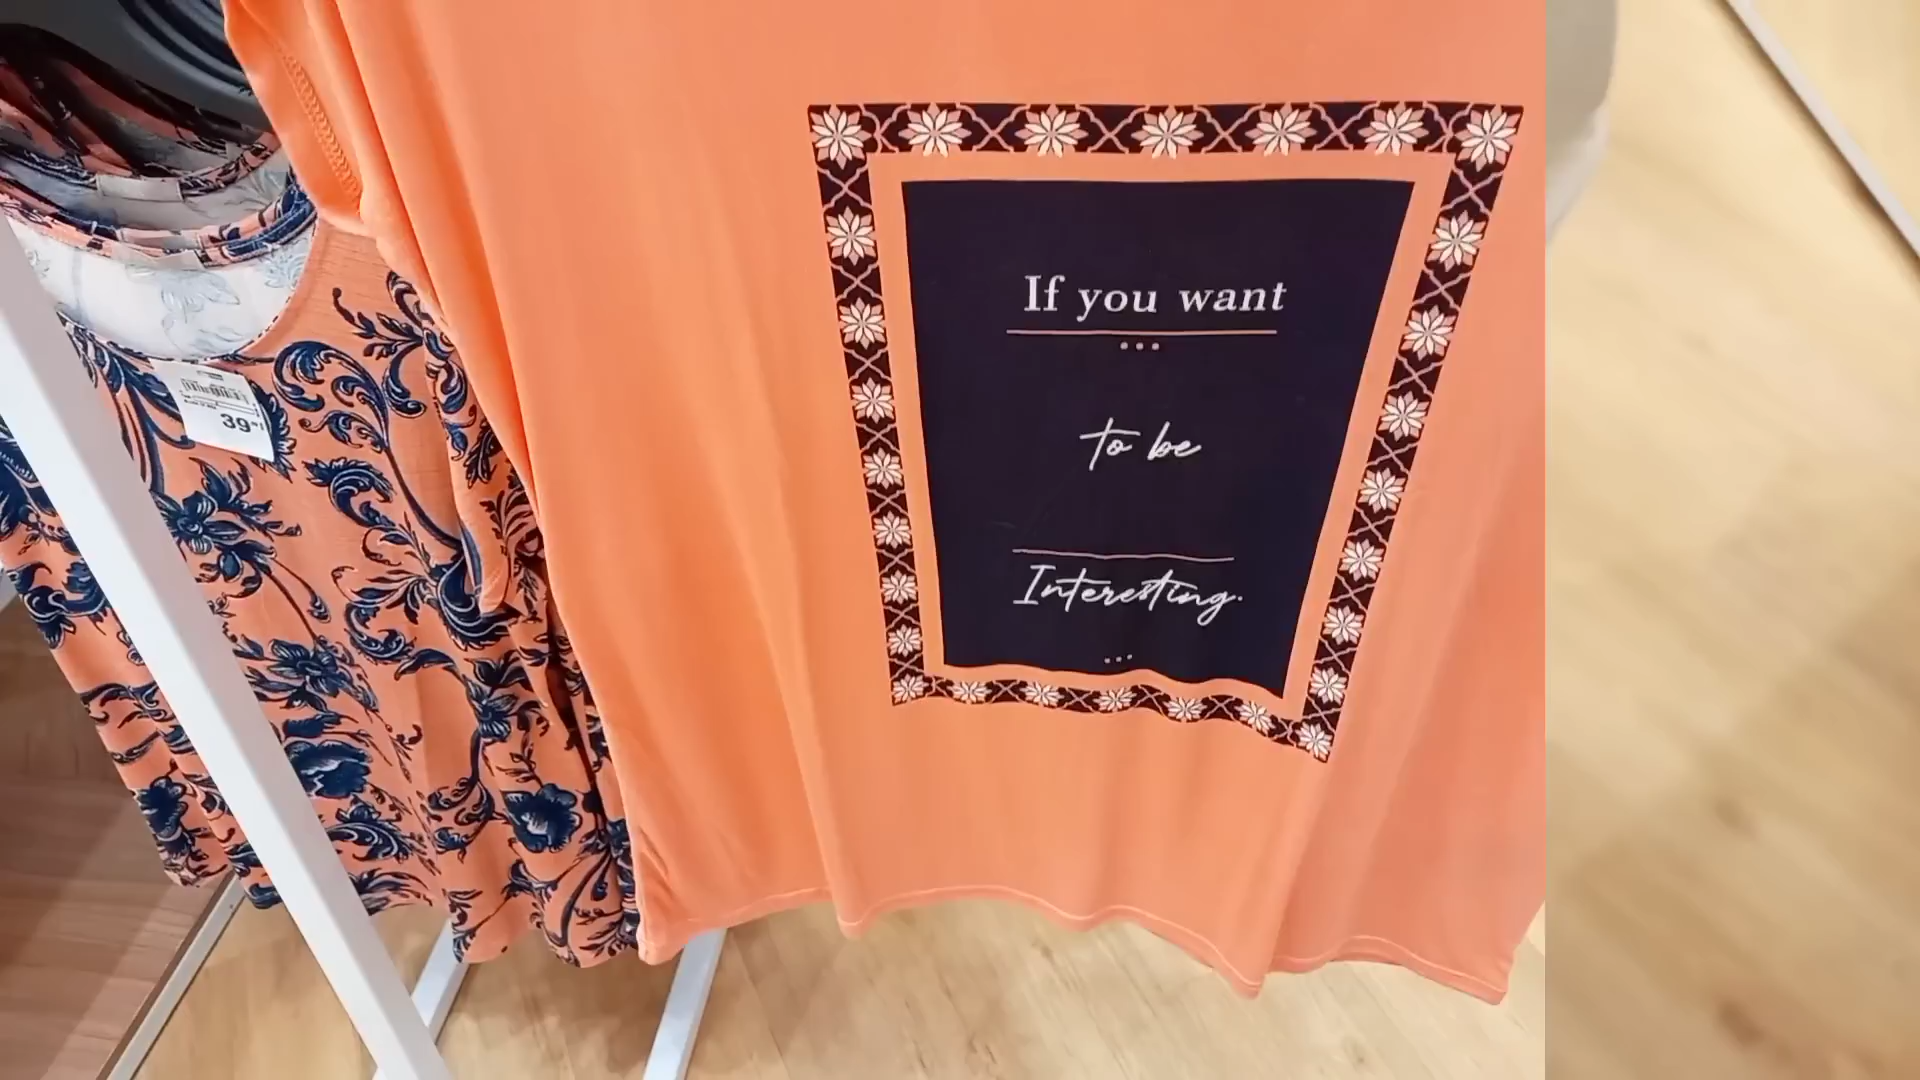 If you want
to be
Interesting.
39